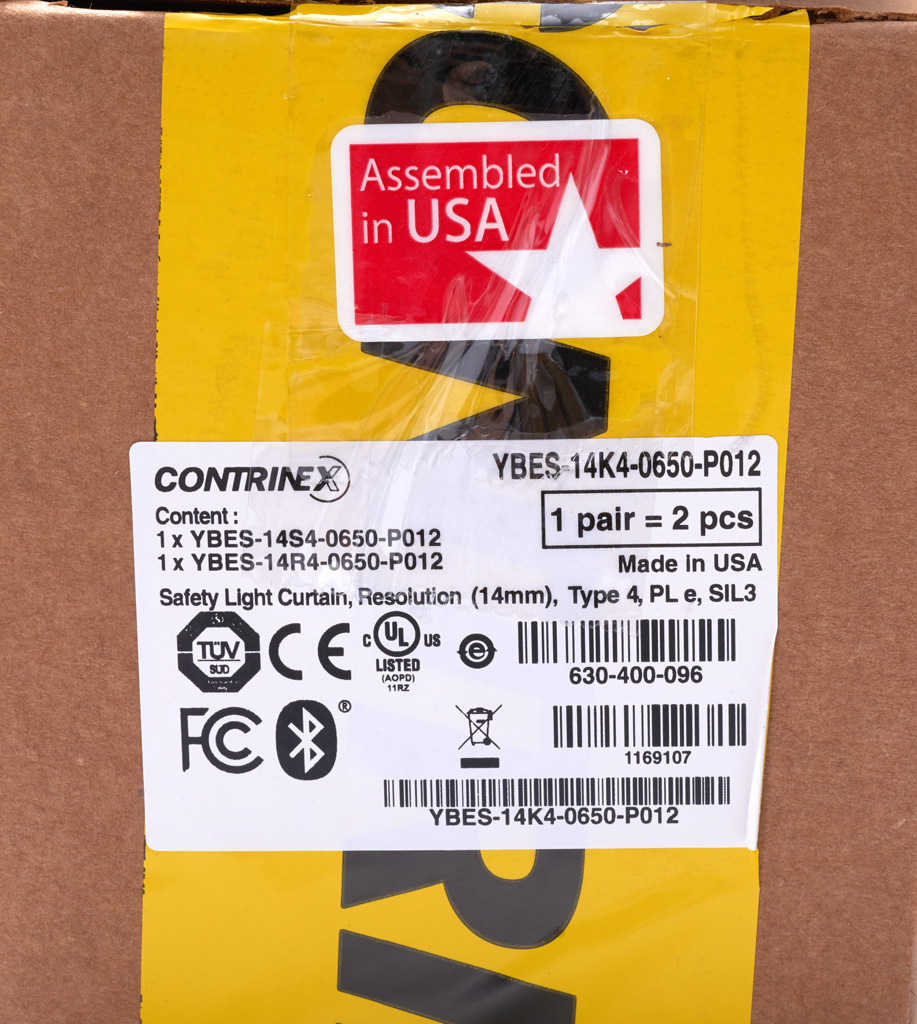 Assembled
in USA
CONTRINEX
YBES-14K4-0650-P012
Content :
1 x YBES-14S4-0650-P012
1 x YBES-14R4-0650-P012
1 pair = 2 pcs
Made in USA
Safety Light Curtain, Resolution (14mm), Type 4, PL e, SIL3
TÜV
SÜD
CE
C UL US
LISTED
(AOPD)
11RZ
e
630-400-096
FC
®
1169107
YBES-14K4-0650-P012
R